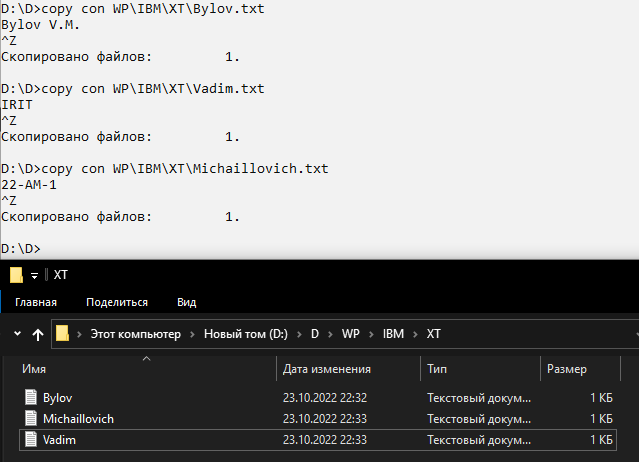 D:\D>copy con WP\IBM\XT\Bylov.txt
Bylov V.M.
^Z
Скопировано файлов:         1.
D:\D>copy con WP\IBM\XT\Vadim.txt
IRIT
^Z
Скопировано файлов:         1.
D:\D>copy con WP\IBM\XT\Michaillovich.txt
22-AM-1
^Z
Скопировано файлов:         1.
D:\D>
XT
Главная Поделиться Вид
Этот компьютер > Новый том (D:) > D > WP > IBM > XT
Имя Дата изменения Тип Размер
Bylov 23.10.2022 22:32 Текстовый докум... 1 КБ
Michaillovich 23.10.2022 22:33 Текстовый докум... 1 КБ
Vadim 23.10.2022 22:33 Текстовый докум... 1 КБ